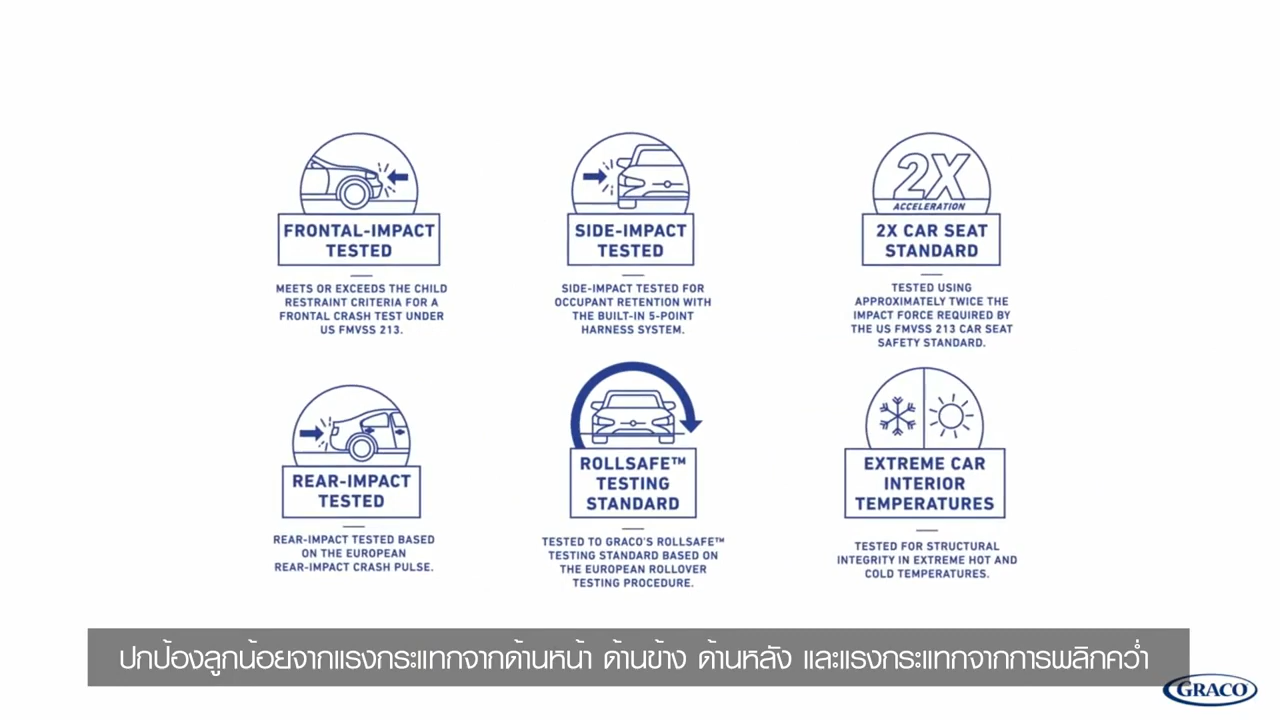 FRONTAL-IMPACT
TESTED
MEETS OR EXCEEDS THE CHILD
RESTRAINT CRITERIA FOR A
FRONTAL CRASH TEST UNDER
US FMVSS 213.
SIDE-IMPACT
TESTED
SIDE-IMPACT TESTED FOR
OCCUPANT RETENTION WITH
THE BUILT-IN 5-POINT
HARNESS SYSTEM.
2X
ACCELERATION
2X CAR SEAT
STANDARD
TESTED USING
APPROXIMATELY TWICE THE
IMPACT FORCE REQUIRED BY
THE US FMVSS 213 CAR SEAT
SAFETY STANDARD.
REAR-IMPACT
TESTED
REAR-IMPACT TESTED BASED
ON THE EUROPEAN
REAR-IMPACT CRASH PULSE.
ROLLSAFE™
TESTING
STANDARD
TESTED TO GRACO'S ROLLSAFE™
TESTING STANDARD BASED ON
THE EUROPEAN ROLLOVER
TESTING PROCEDURE.
EXTREME CAR
INTERIOR
TEMPERATURES
TESTED FOR STRUCTURAL
INTEGRITY IN EXTREME HOT AND
COLD TEMPERATURES.
ปกป้องลูกน้อยจากแรงกระแทกจากด้านหน้า ด้านข้าง ด้านหลัง และแรงกระแทกจากการพลิกคว่ำ
GRACO